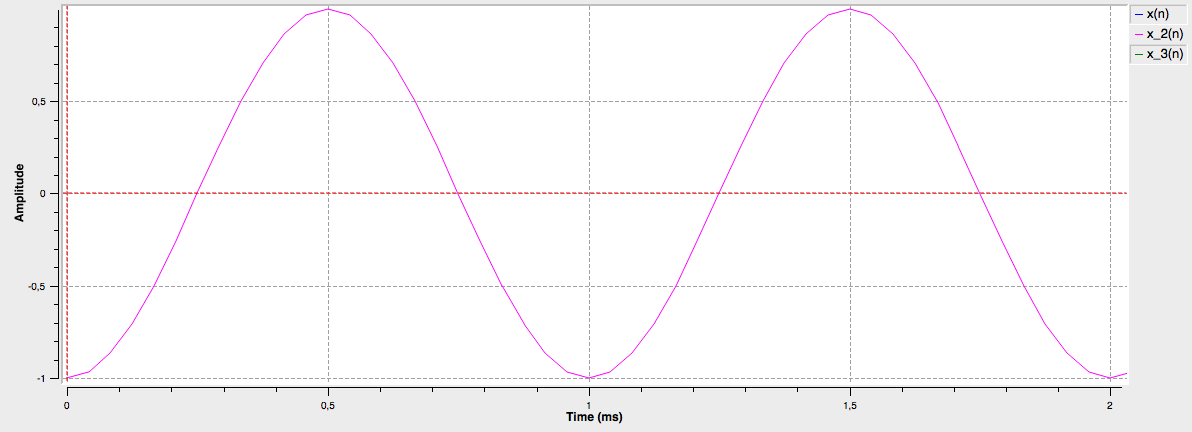 x(n)
x_2(n)
x_3(n)
Amplitude
0,5
0
-0,5
-1
0 0,5 1 1,5 2
Time (ms)